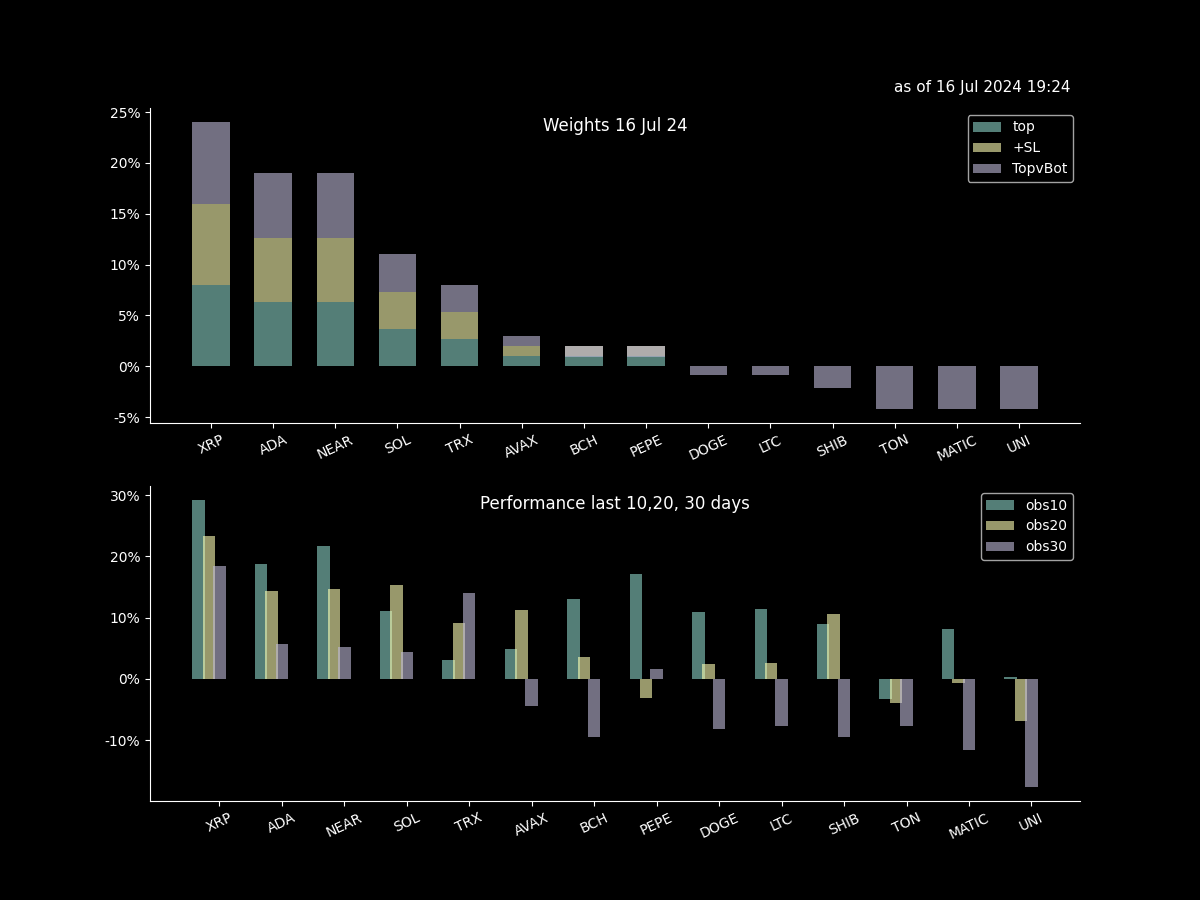 as of 16 Jul 2024 19:24
Weights 16 Jul 24
top
+SL
TopvBot
25%
20%
15%
10%
5%
0%
-5%
XRP ADA NEAR SOL TRX AVAX BCH PEPE DOGE LTC SHIB TON MATIC UNI
Performance last 10,20, 30 days
obs10
obs20
obs30
30%
20%
10%
0%
-10%
XRP ADA NEAR SOL TRX AVAX BCH PEPE DOGE LTC SHIB TON MATIC UNI